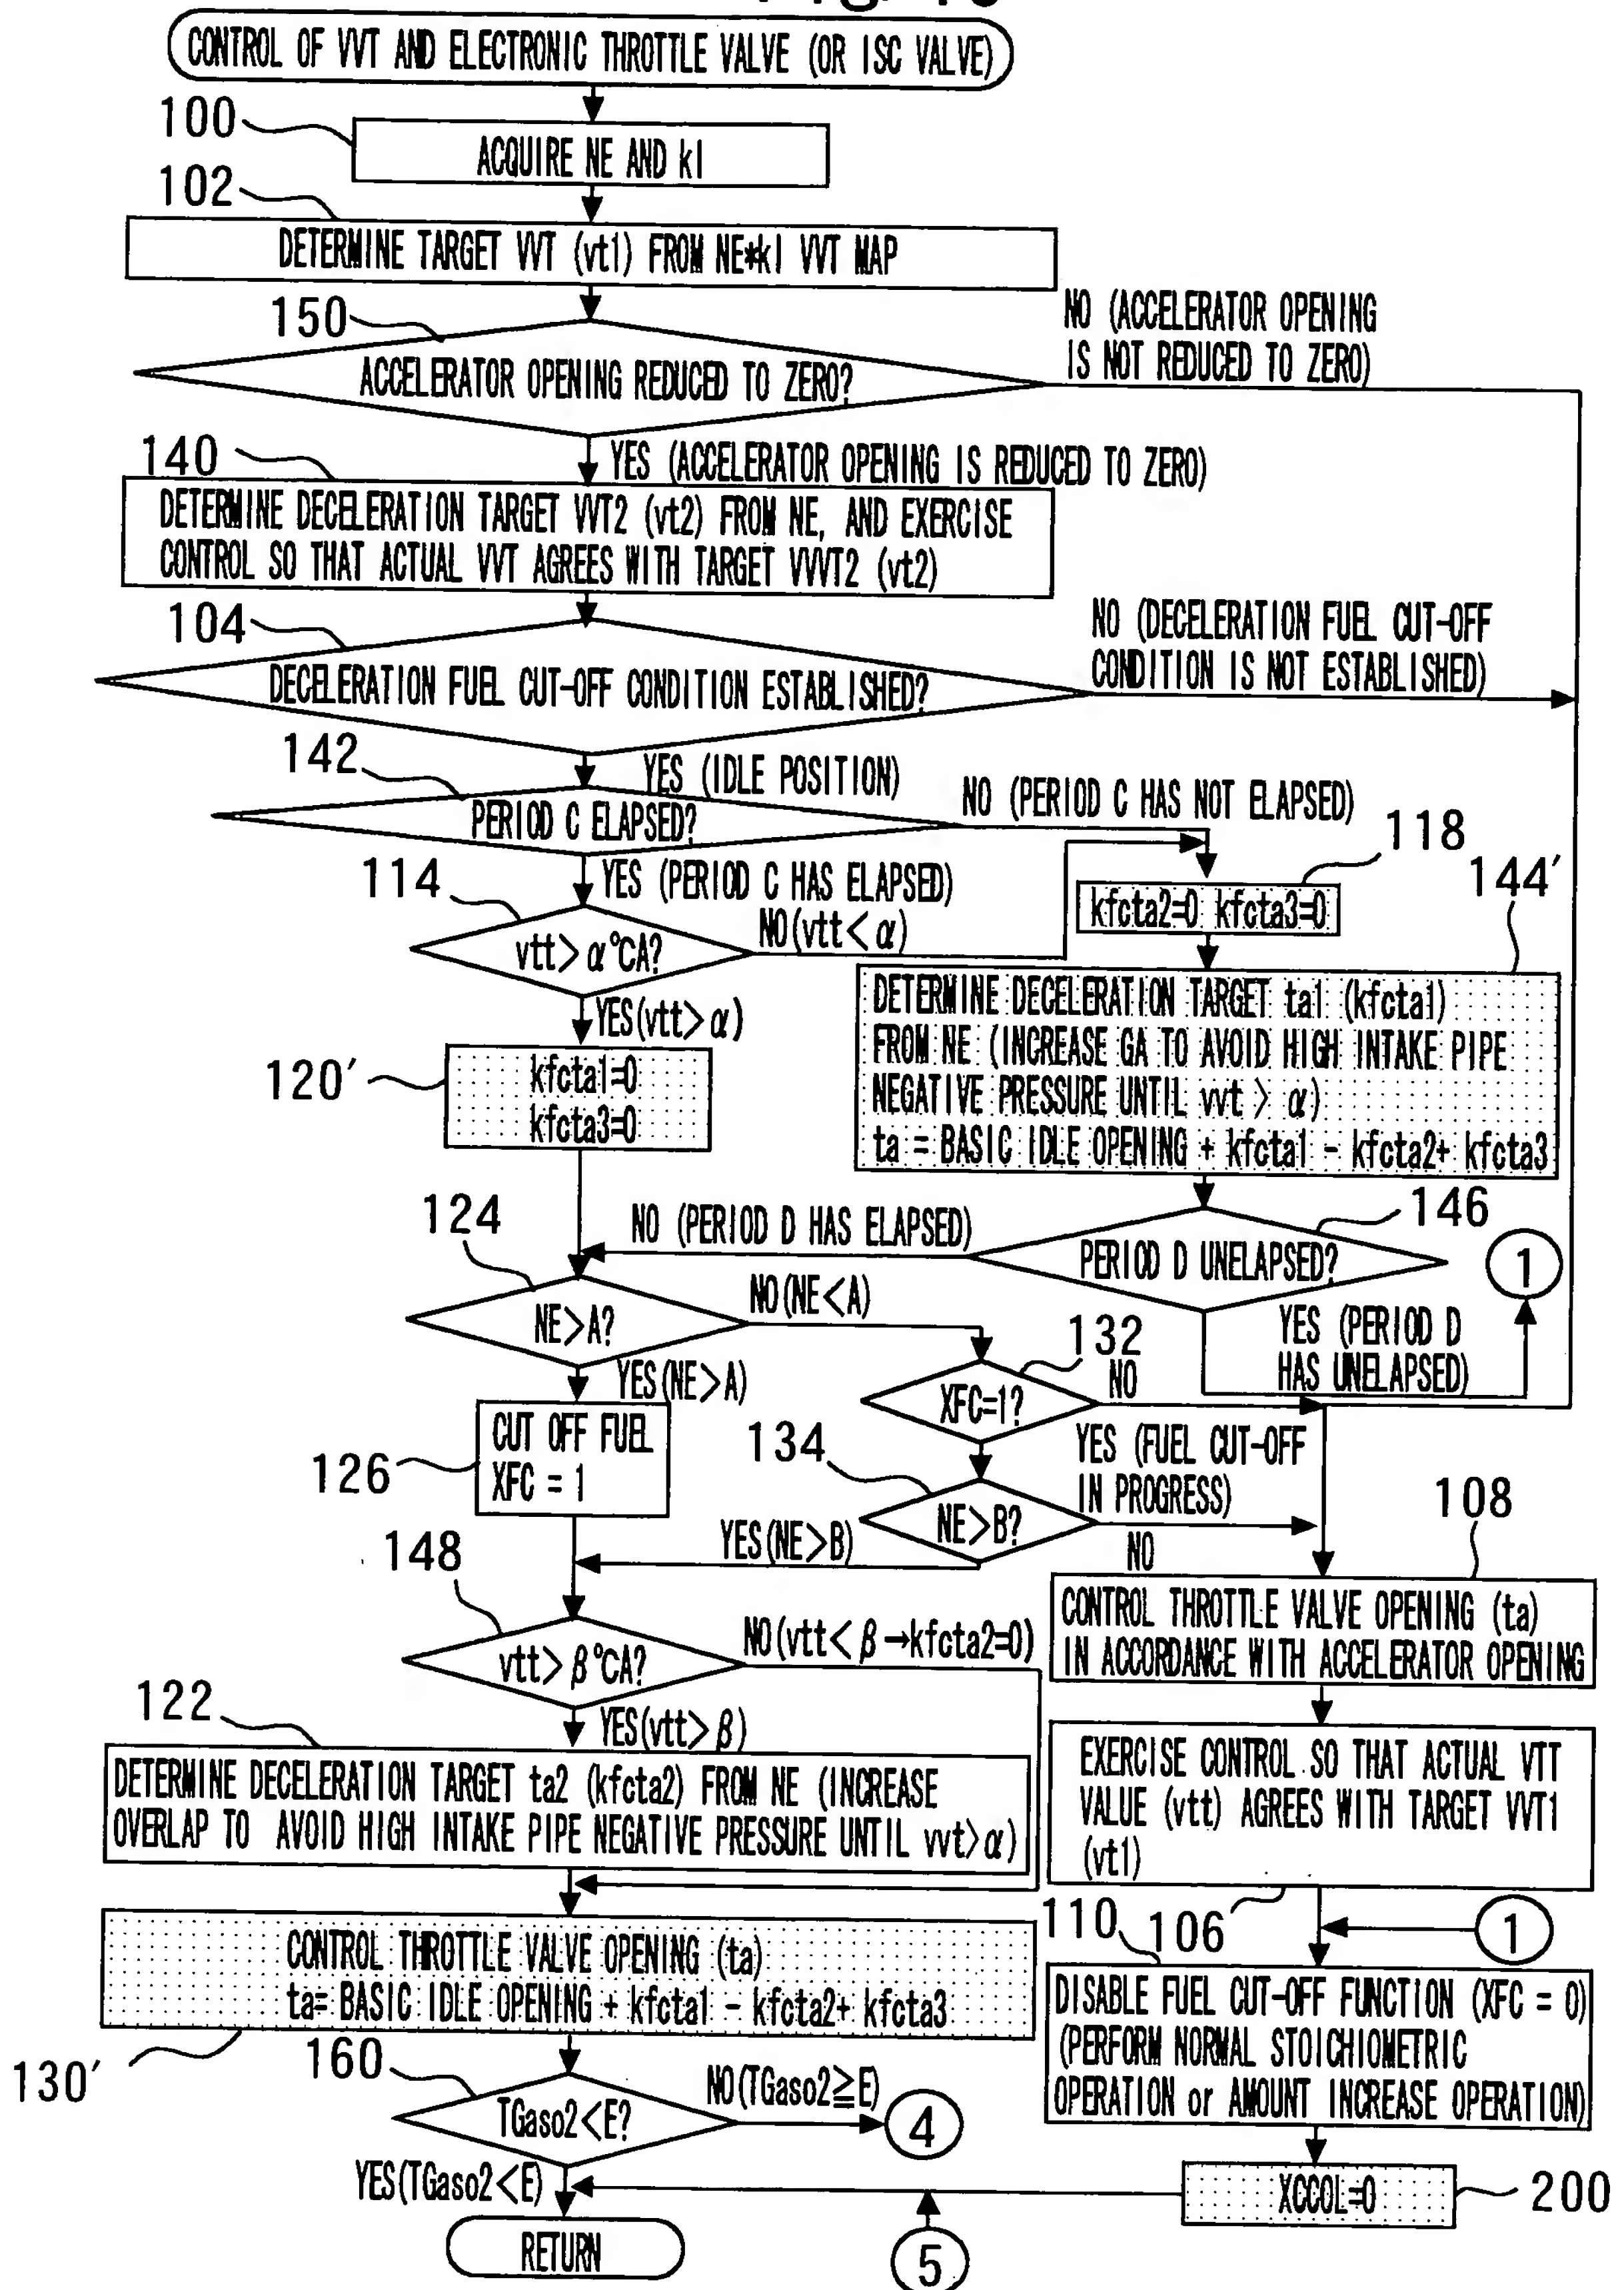 CONTROL OF VVT AND ELECTRONIC THROTTLE VALVE (OR ISC VALVE)
100
ACQUIRE NE AND kl
102
DETERMINE TARGET VVT (vt1) FROM NE*kl VVT MAP
150
ACCELERATOR OPENING REDUCED TO ZERO?
NO (ACCELERATOR OPENING
IS NOT REDUCED TO ZERO)
YES (ACCELERATOR OPENING IS REDUCED TO ZERO)
140
DETERMINE DECELERATION TARGET VVT2 (vt2) FROM NE, AND EXERCISE
CONTROL SO THAT ACTUAL VVT AGREES WITH TARGET VVVT2 (vt2)
104
DECELERATION FUEL CUT-OFF CONDITION ESTABLISHED?
NO (DECELERATION FUEL CUT-OFF
CONDITION IS NOT ESTABLISHED)
YES (IDLE POSITION)
142
PERIOD C ELAPSED?
NO (PERIOD C HAS NOT ELAPSED)
YES (PERIOD C HAS ELAPSED)
118
kfcta2=0 kfcta3=0
114
vtt>α°CA?
NO(vtt<α)
YES(vtt>α)
144'
DETERMINE DECELERATION TARGET ta1 (kfcta1)
FROM NE (INCREASE GA TO AVOID HIGH INTAKE PIPE
NEGATIVE PRESSURE UNTIL vvt > α)
ta = BASIC IDLE OPENING + kfcta1 - kfcta2+ kfcta3
120'
kfcta1=0
kfcta3=0
146
PERIOD D UNELAPSED?
NO (PERIOD D HAS ELAPSED)
YES (PERIOD D
HAS UNELAPSED)
1
124
NE>A?
NO(NE<A)
YES(NE>A)
132
XFC=1?
NO
YES (FUEL CUT-OFF
IN PROGRESS)
126
CUT OFF FUEL
XFC = 1
134
NE>B?
YES(NE>B)
NO
108
CONTROL THROTTLE VALVE OPENING (ta)
IN ACCORDANCE WITH ACCELERATOR OPENING
148
vtt>β°CA?
NO(vtt<β→kfcta2=0)
YES(vtt>β)
122
DETERMINE DECELERATION TARGET ta2 (kfcta2) FROM NE (INCREASE
OVERLAP TO AVOID HIGH INTAKE PIPE NEGATIVE PRESSURE UNTIL vvt>α)
EXERCISE CONTROL SO THAT ACTUAL VTT
VALUE (vtt) AGREES WITH TARGET VVT1
(vt1)
106
1
130'
CONTROL THROTTLE VALVE OPENING (ta)
ta= BASIC IDLE OPENING + kfcta1 - kfcta2+ kfcta3
110
DISABLE FUEL CUT-OFF FUNCTION (XFC = 0)
(PERFORM NORMAL STOICHIOMETRIC
OPERATION or AMOUNT INCREASE OPERATION)
160
TGaso2<E?
NO(TGaso2≧E)
4
YES(TGaso2<E)
XCCOL=0
200
RETURN
5